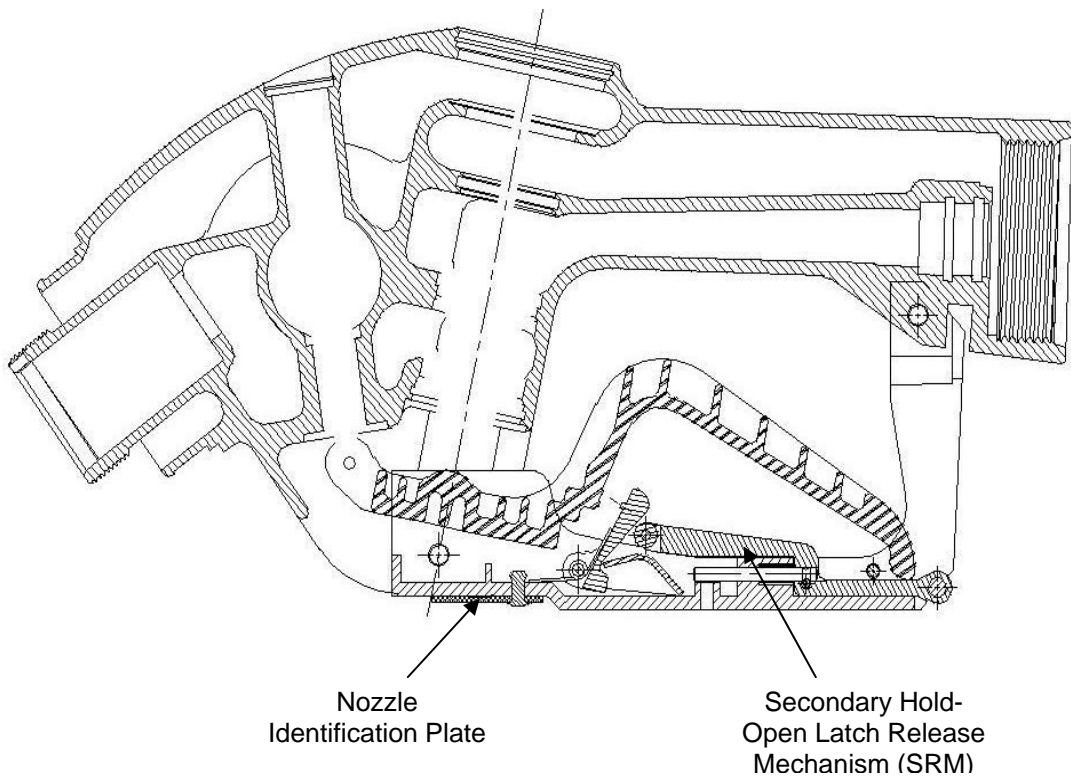 Nozzle
Identification Plate
Secondary Hold-
Open Latch Release
Mechanism (SRM)